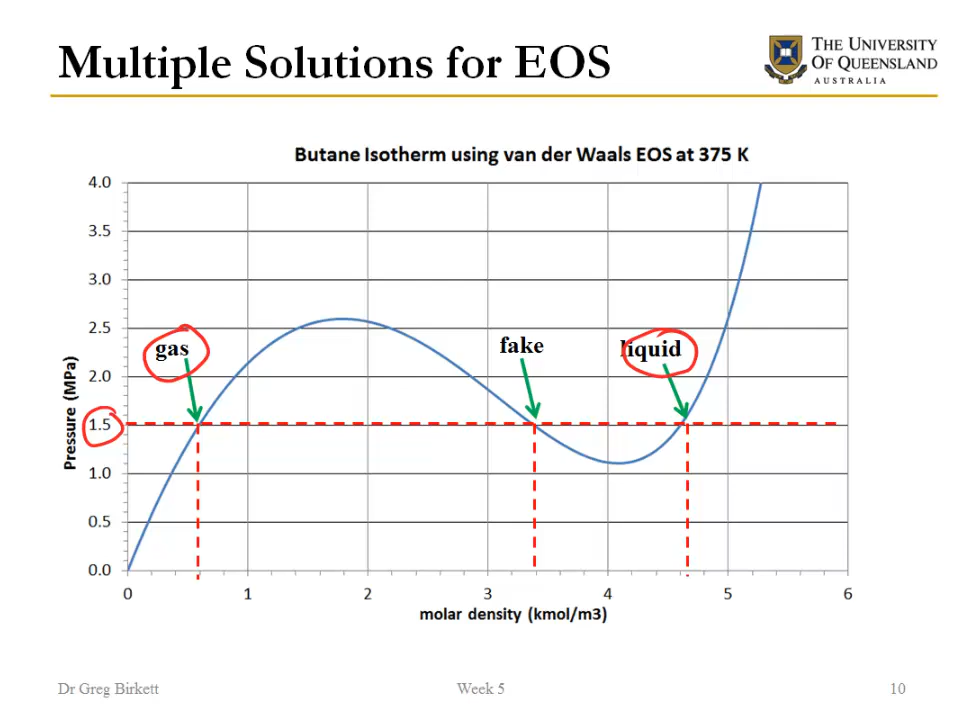 Multiple Solutions for EOS
THE UNIVERSITY
OF QUEENSLAND
AUSTRALIA
Butane Isotherm using van der Waals EOS at 375 K
4.0
3.5
3.0
2.5
gas
fake
liquid
2.0
1.5
1.0
0.5
0.0
Pressure (MPa)
0 1 2 3 4 5 6
molar density (kmol/m3)
Dr Greg Birkett
Week 5
10